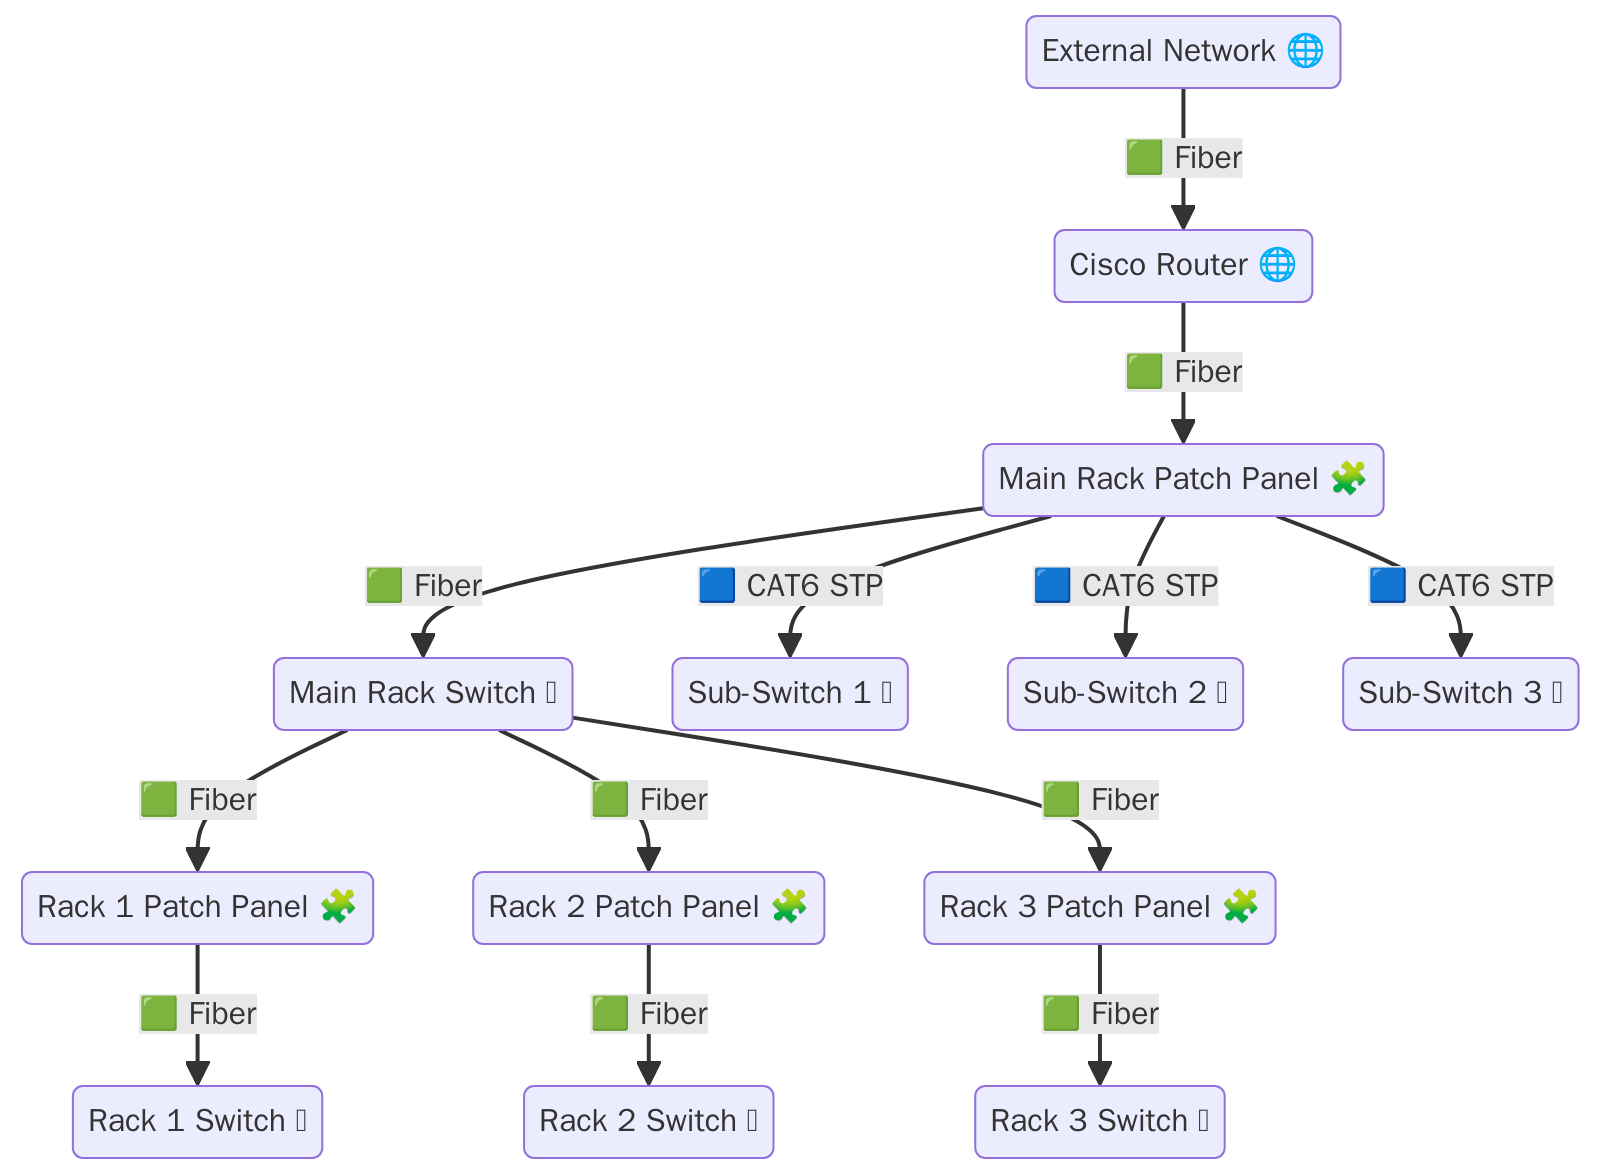 External Network 🌐
🟩 Fiber
Cisco Router 🌐
🟩 Fiber
Main Rack Patch Panel 🧩
🟩 Fiber
🟦 CAT6 STP
🟦 CAT6 STP
🟦 CAT6 STP
Main Rack Switch
Sub-Switch 1
Sub-Switch 2
Sub-Switch 3
🟩 Fiber
🟩 Fiber
🟩 Fiber
Rack 1 Patch Panel 🧩
Rack 2 Patch Panel 🧩
Rack 3 Patch Panel 🧩
🟩 Fiber
🟩 Fiber
🟩 Fiber
Rack 1 Switch
Rack 2 Switch
Rack 3 Switch